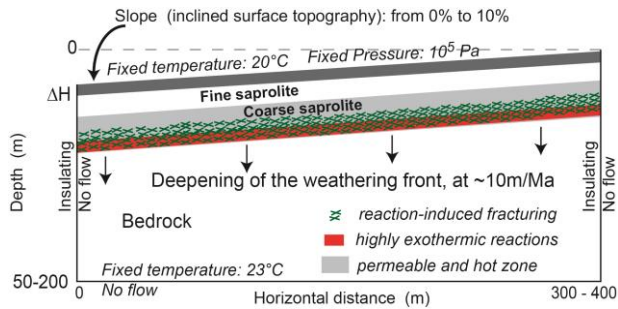 Slope (inclined surface topography): from 0% to 10%
0
Fixed temperature: 20°C
Fixed Pressure: 10⁵ Pa
ΔH
Fine saprolite
Coarse saprolite
Depth (m)
Insulating
No flow
Insulating
No flow
Deepening of the weathering front, at ~10m/Ma
Bedrock
reaction-induced fracturing
highly exothermic reactions
permeable and hot zone
Fixed temperature: 23°C
No flow
50-200
0
Horizontal distance (m)
300 - 400